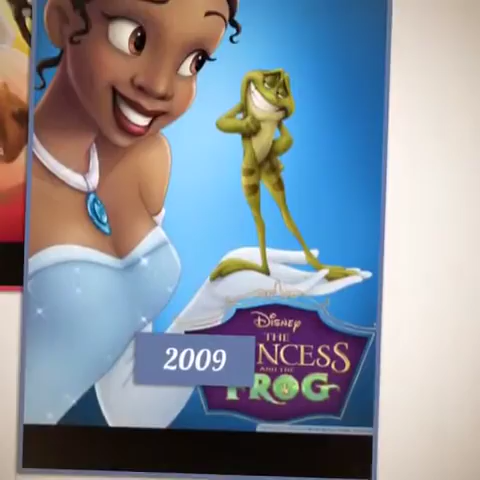 Disney
THE
2009
NCESS
AND THE
FROG